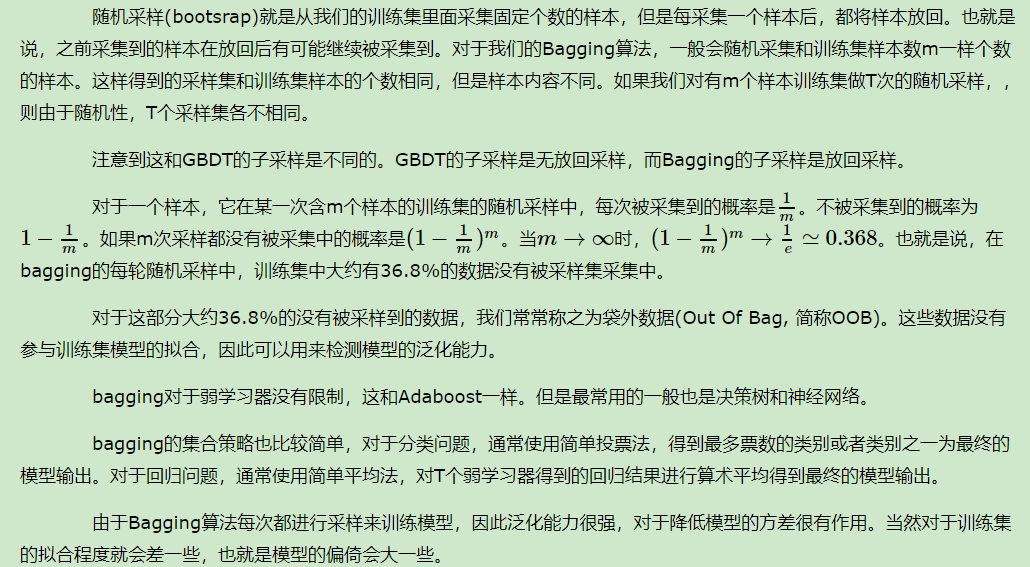 随机采样(bootsrap)就是从我们的训练集里面采集固定个数的样本，但是每采集一个样本后，都将样本放回。也就是
说，之前采集到的样本在放回后有可能继续被采集到。对于我们的Bagging算法，一般会随机采集和训练集样本数m一样个数
的样本。这样得到的采样集和训练集样本的个数相同，但是样本内容不同。如果我们对有m个样本训练集做T次的随机采样，，
则由于随机性，T个采样集各不相同。
注意到这和GBDT的子采样是不同的。GBDT的子采样是无放回采样，而Bagging的子采样是放回采样。
对于一个样本，它在某一次含m个样本的训练集的随机采样中，每次被采集到的概率是$\frac{1}{m}$。不被采集到的概率为
$1-\frac{1}{m}$。如果m次采样都没有被采集中的概率是$(1-\frac{1}{m})^m$。当$m \to \infty$时，$(1-\frac{1}{m})^m \to \frac{1}{e} \simeq 0.368$。也就是说，在
bagging的每轮随机采样中，训练集中大约有36.8%的数据没有被采样集采集中。
对于这部分大约36.8%的没有被采样到的数据，我们常常称之为袋外数据(Out Of Bag, 简称OOB)。这些数据没有
参与训练集模型的拟合，因此可以用来检测模型的泛化能力。
bagging对于弱学习器没有限制，这和Adaboost一样。但是最常用的一般也是决策树和神经网络。
bagging的集合策略也比较简单，对于分类问题，通常使用简单投票法，得到最多票数的类别或者类别之一为最终的
模型输出。对于回归问题，通常使用简单平均法，对T个弱学习器得到的回归结果进行算术平均得到最终的模型输出。
由于Bagging算法每次都进行采样来训练模型，因此泛化能力很强，对于降低模型的方差很有作用。当然对于训练集
的拟合程度就会差一些，也就是模型的偏倚会大一些。